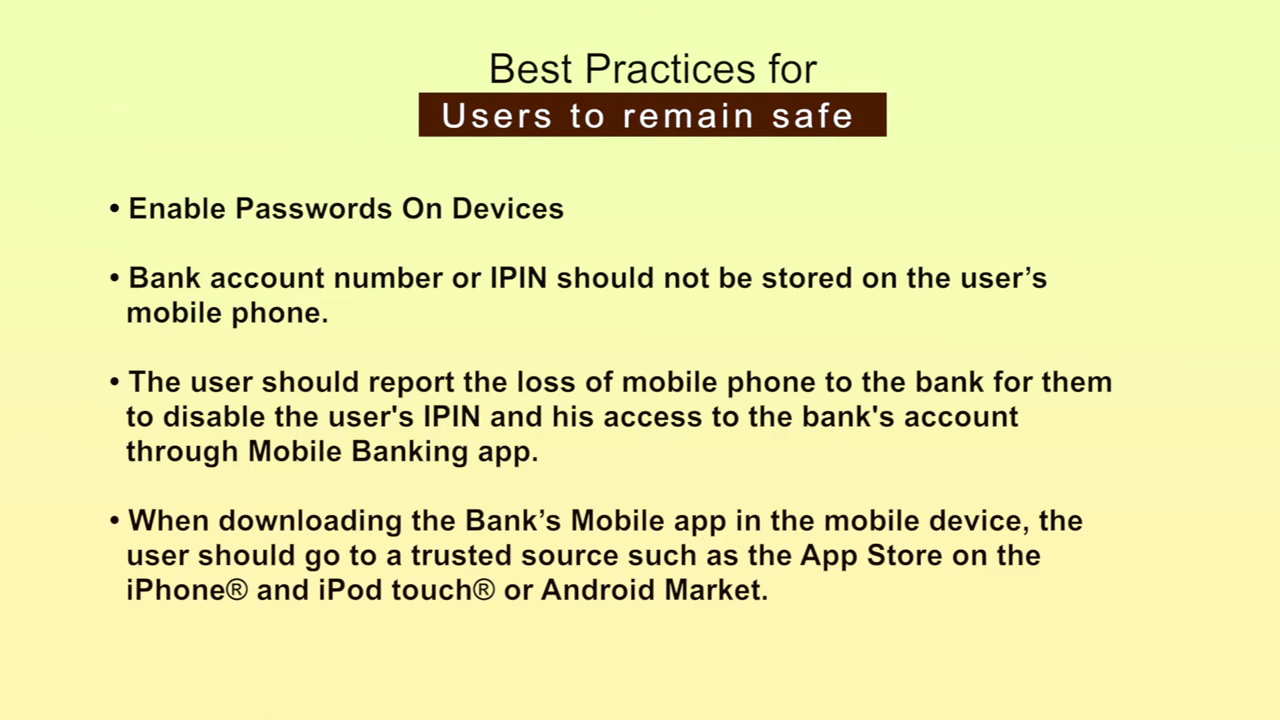 Best Practices for
Users to remain safe
• Enable Passwords On Devices
• Bank account number or IPIN should not be stored on the user’s
mobile phone.
• The user should report the loss of mobile phone to the bank for them
to disable the user's IPIN and his access to the bank's account
through Mobile Banking app.
• When downloading the Bank’s Mobile app in the mobile device, the
user should go to a trusted source such as the App Store on the
iPhone® and iPod touch® or Android Market.